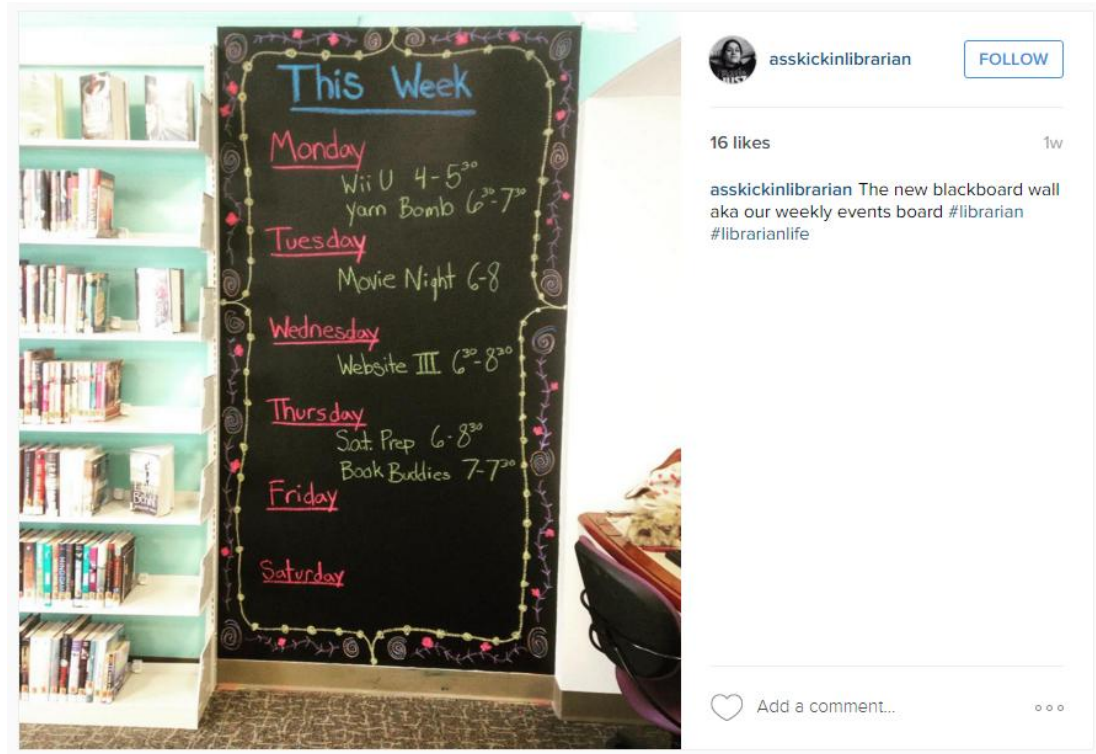 This Week
Monday
Wii U 4-5³⁰
Yarn Bomb 6³⁰-7³⁰
Tuesday
Movie Night 6-8
Wednesday
Website III 6³⁰-8³⁰
Thursday
Sat. Prep 6-8³⁰
Book Buddies 7-7³⁰
Friday
Saturday
asskickinlibrarian
FOLLOW
16 likes
1w
asskickinlibrarian The new blackboard wall
aka our weekly events board #librarian
#librarianlife
Add a comment...